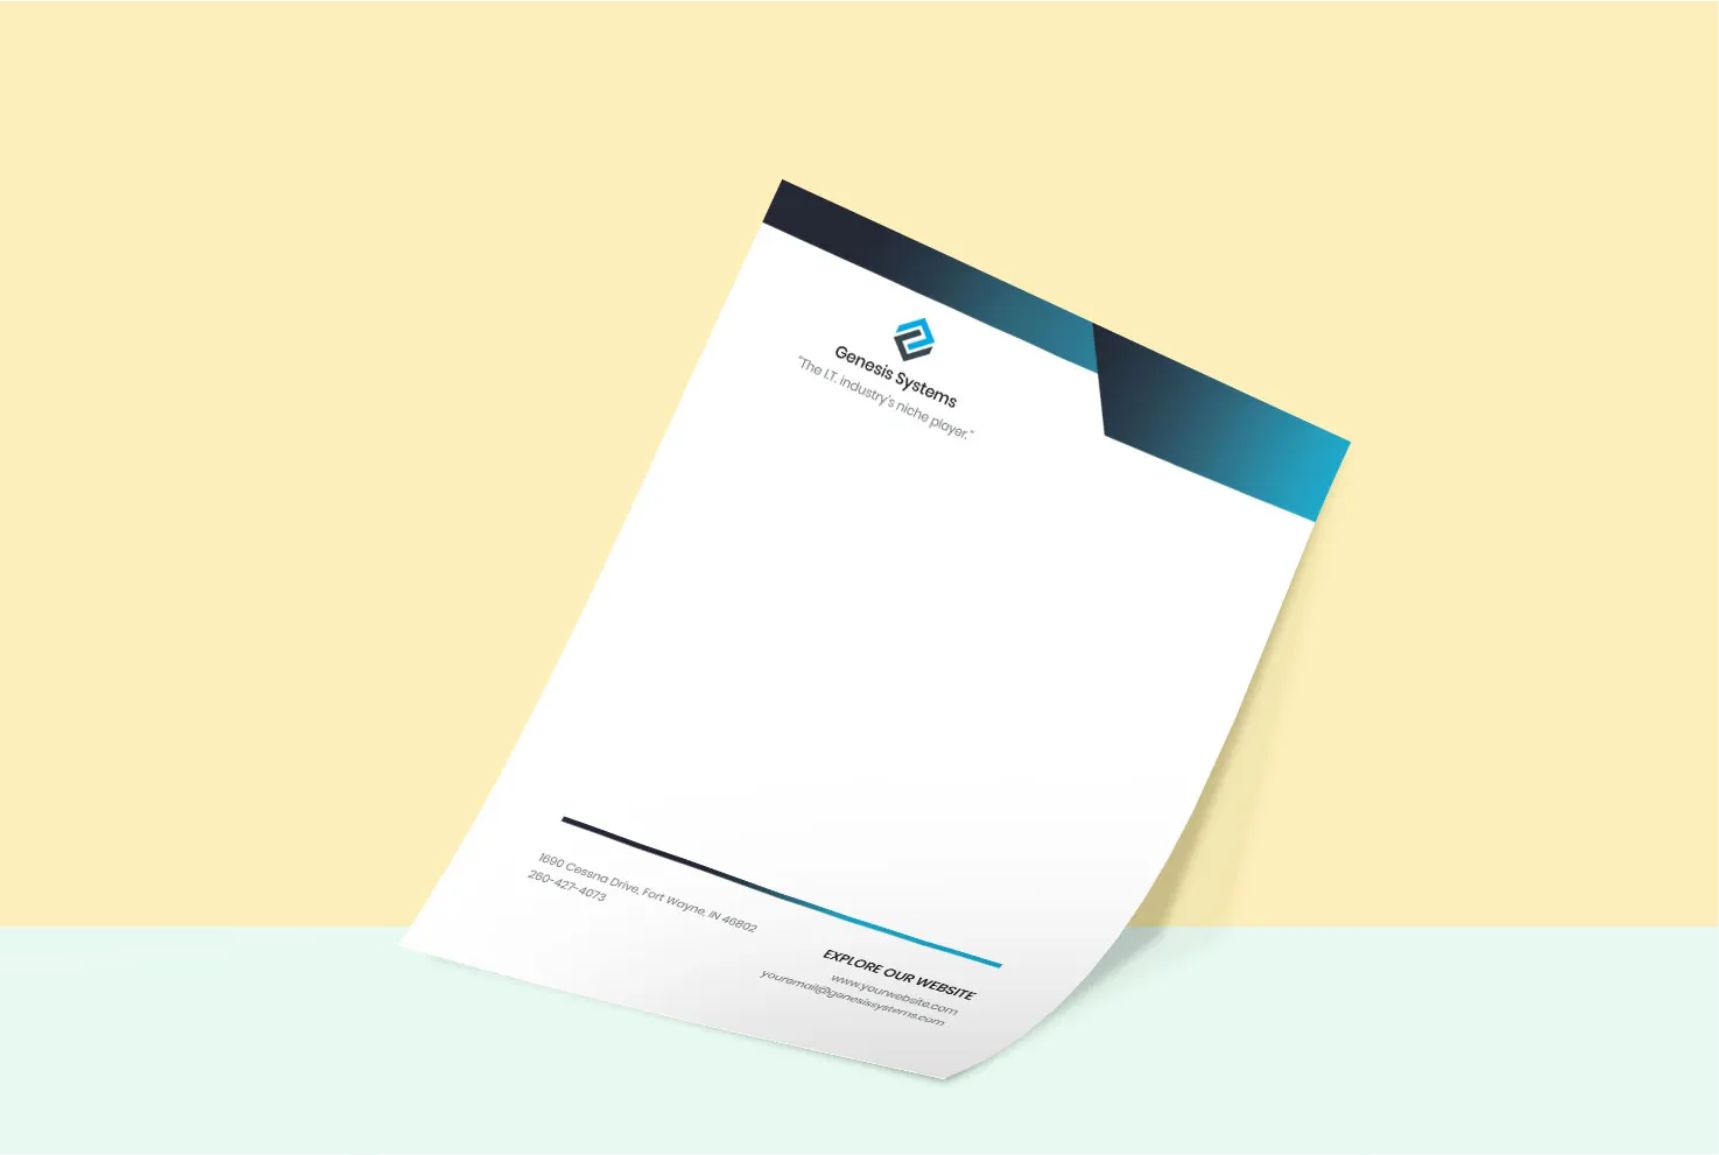 Genesis Systems
"The I.T. industry's niche player."
1690 Cessna Drive, Fort Wayne, IN 46802
260-427-4073
EXPLORE OUR WEBSITE
www.yourwebsite.com
youremail@genesissystems.com